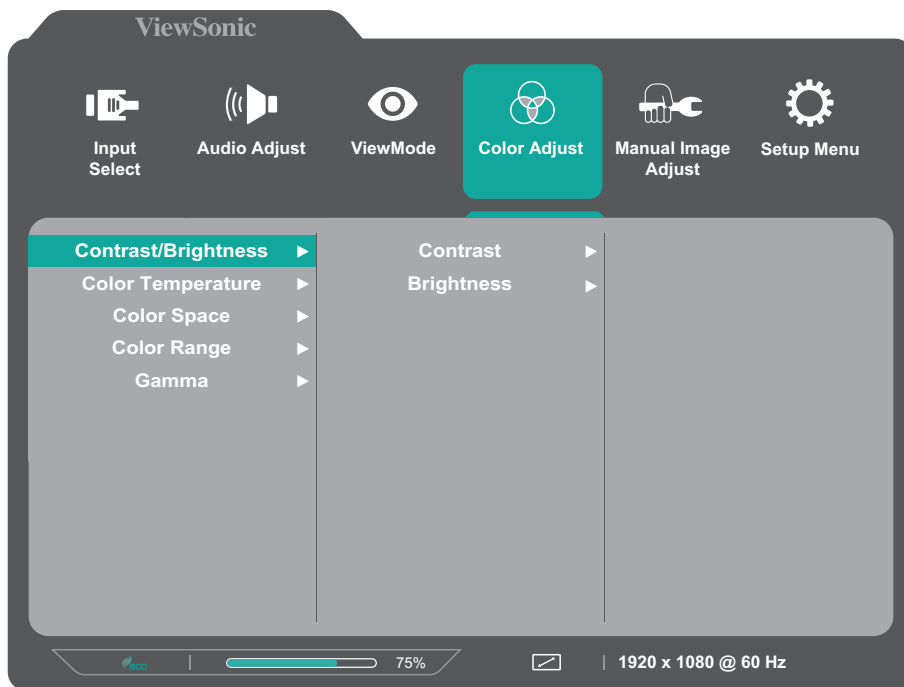 ViewSonic
Input
Select
Audio Adjust
ViewMode
Color Adjust
Manual Image
Adjust
Setup Menu
Contrast/Brightness
Color Temperature
Color Space
Color Range
Gamma
Contrast
Brightness
eco
75%
1920 x 1080 @ 60 Hz